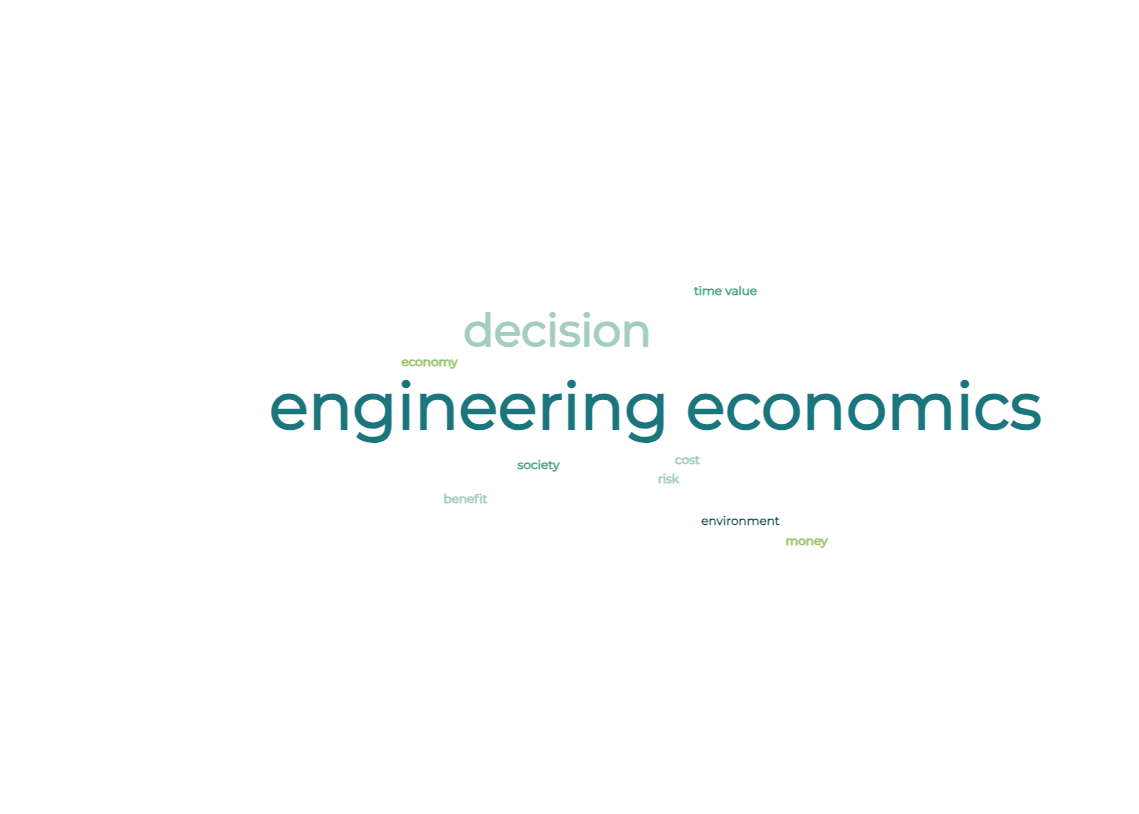 time value
decision
economy
engineering economics
cost
society
risk
benefit
environment
money